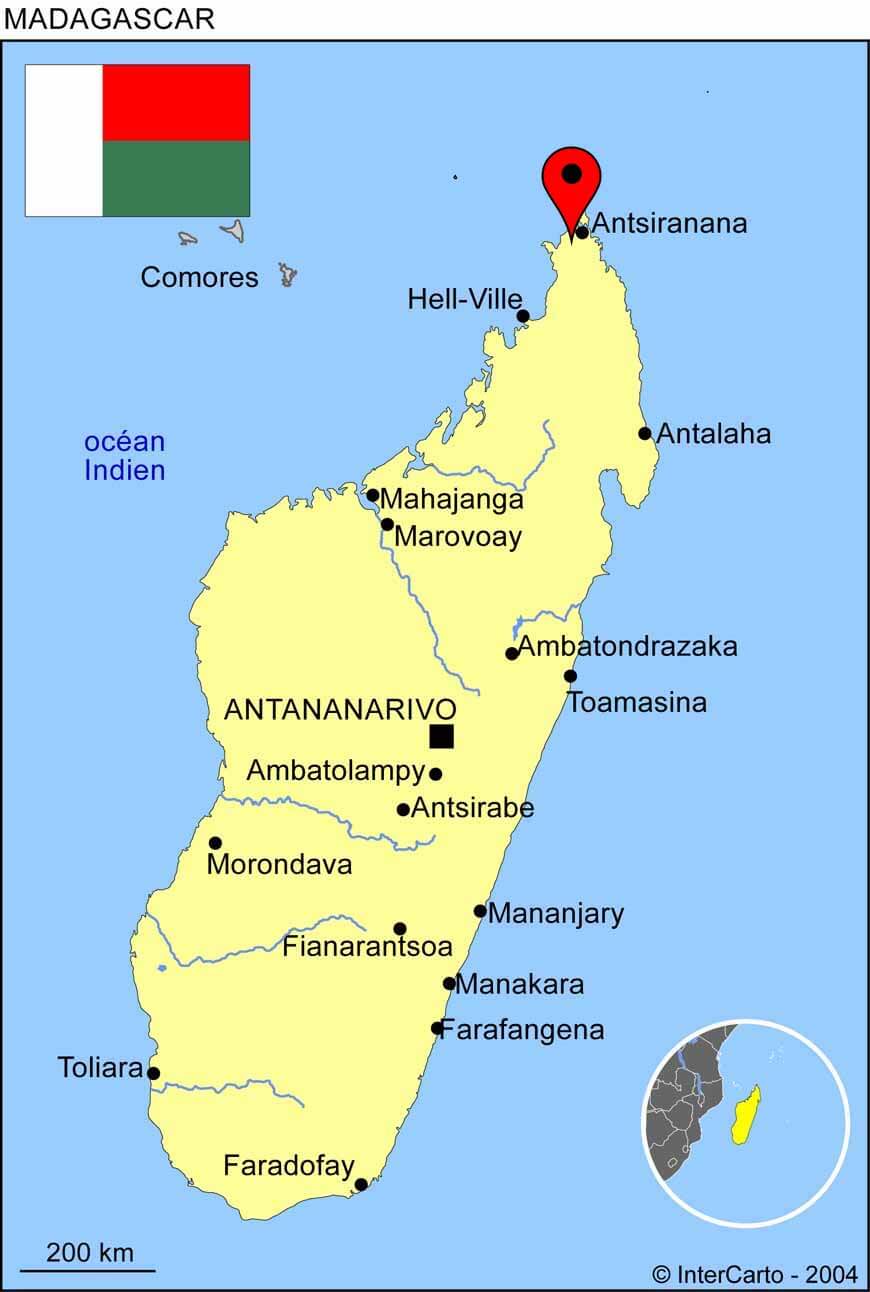 MADAGASCAR
Antsiranana
Comores
Hell-Ville
océan
Indien
Antalaha
Mahajanga
Marovoay
Ambatondrazaka
Toamasina
ANTANANARIVO
Ambatolampy
Antsirabe
Morondava
Mananjary
Fianarantsoa
Manakara
Farafangena
Toliara
Faradofay
200 km
© InterCarto - 2004